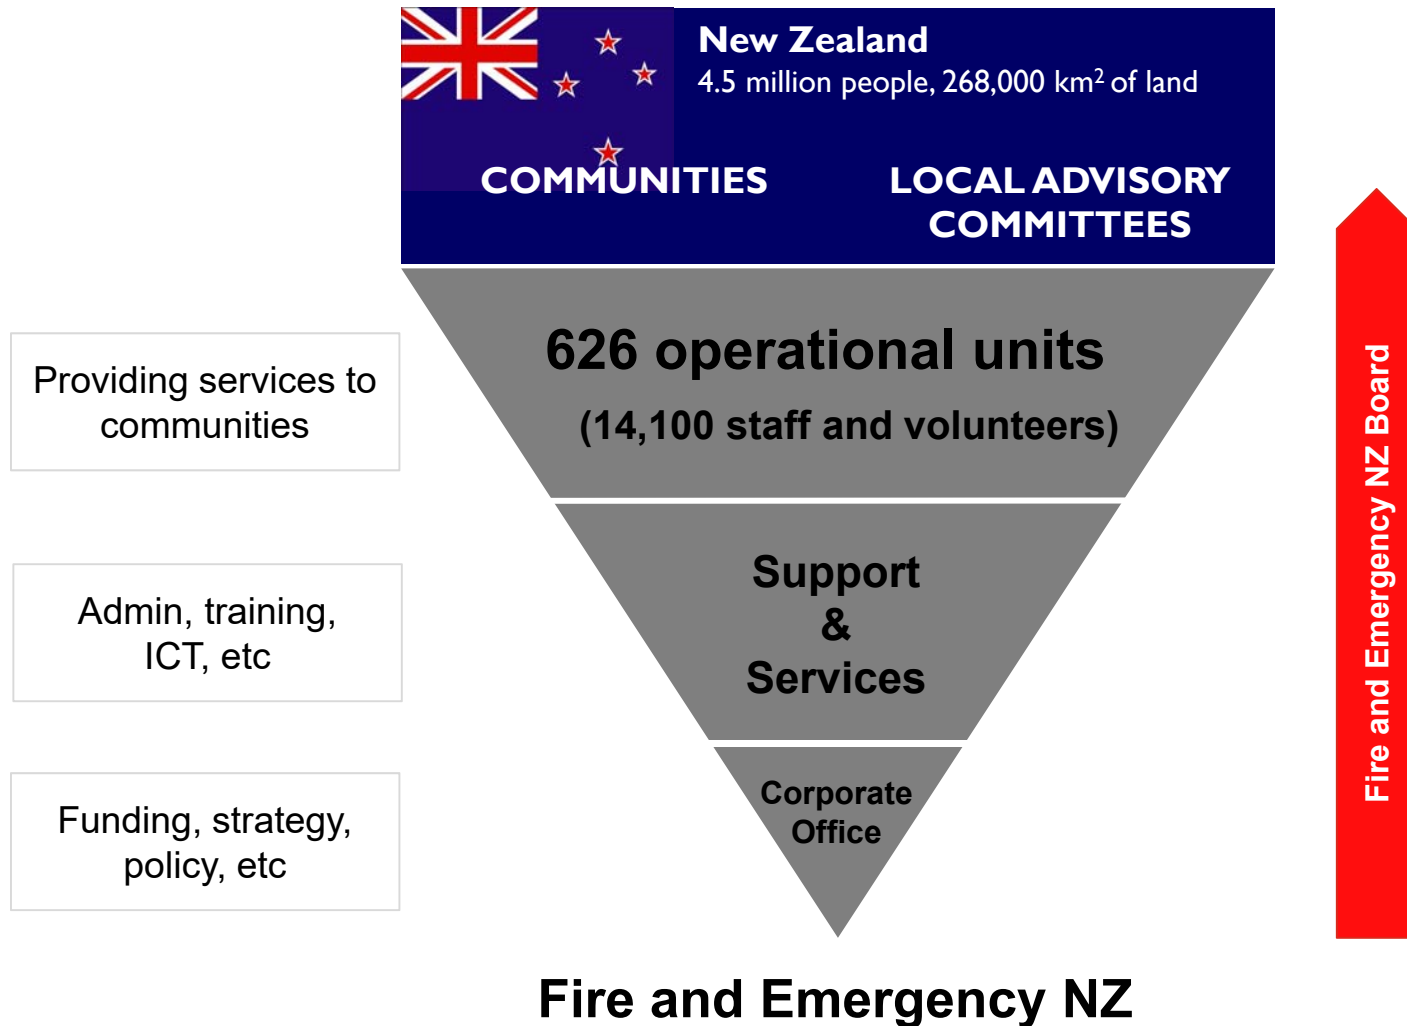 New Zealand
4.5 million people, 268,000 km² of land
COMMUNITIES
LOCAL ADVISORY
COMMITTEES
626 operational units
(14,100 staff and volunteers)
Providing services to
communities
Support
&
Services
Admin, training,
ICT, etc
Corporate
Office
Funding, strategy,
policy, etc
Fire and Emergency NZ Board
Fire and Emergency NZ